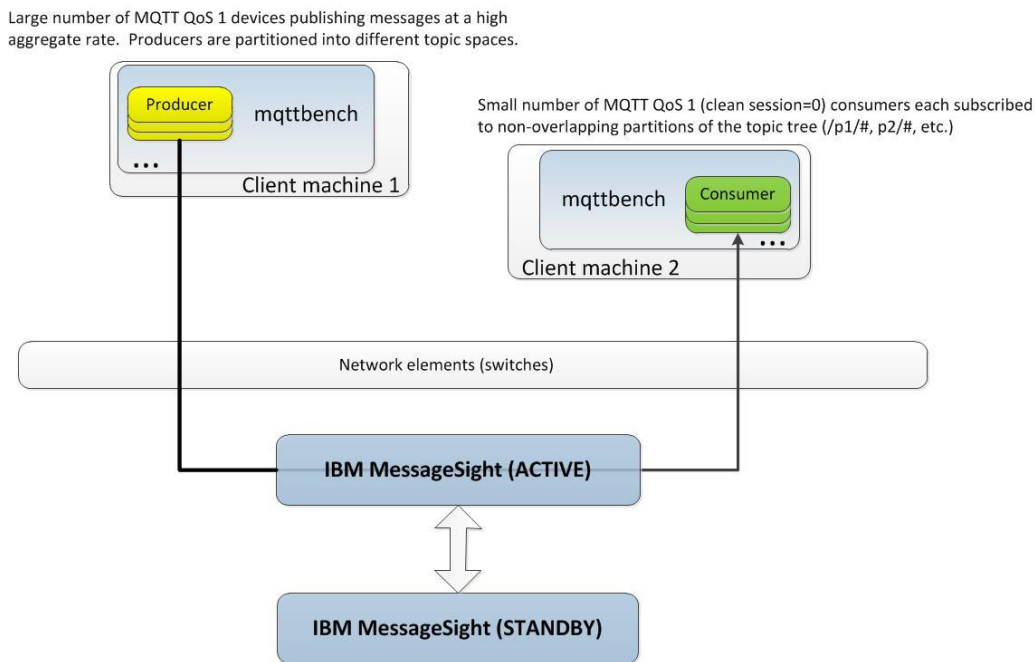 Large number of MQTT QoS 1 devices publishing messages at a high
aggregate rate.  Producers are partitioned into different topic spaces.
Producer
mqttbench
...
Client machine 1
Small number of MQTT QoS 1 (clean session=0) consumers each subscribed
to non-overlapping partitions of the topic tree (/p1/#, p2/#, etc.)
mqttbench
Consumer
...
Client machine 2
Network elements (switches)
IBM MessageSight (ACTIVE)
IBM MessageSight (STANDBY)